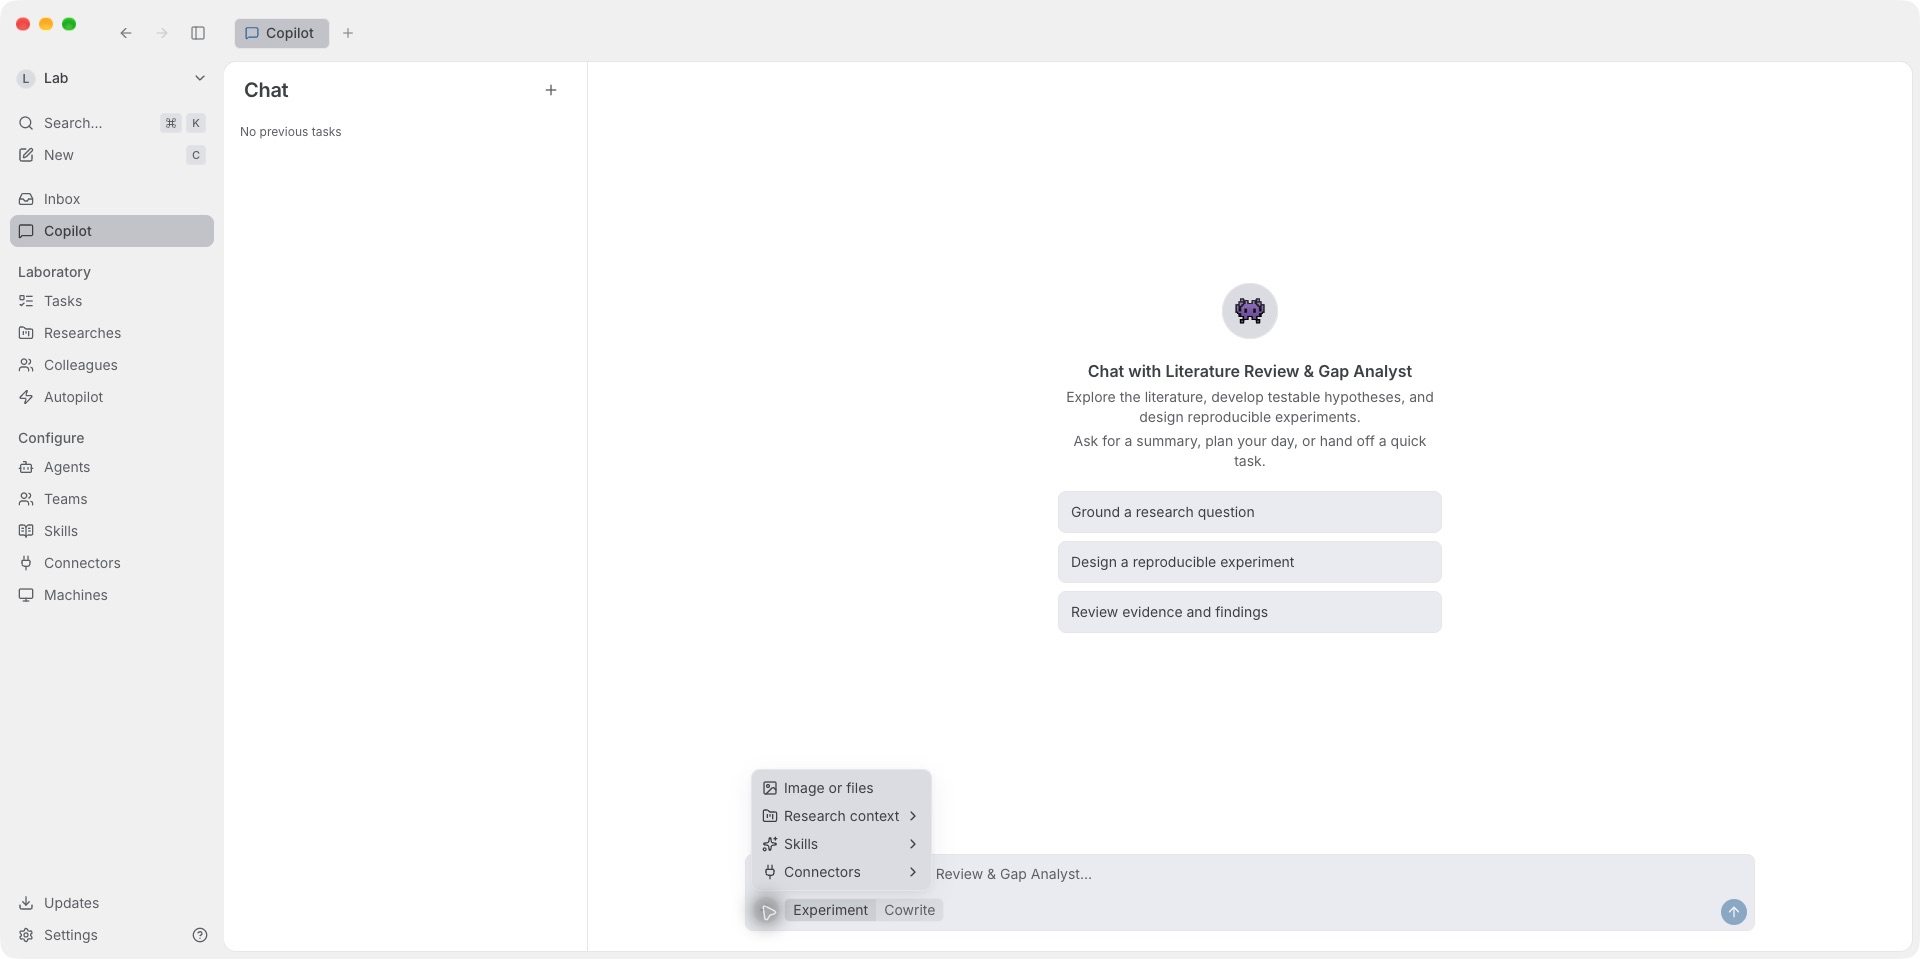 Copilot
L Lab
Search... ⌘ K
New C
Inbox
Copilot
Laboratory
Tasks
Researches
Colleagues
Autopilot
Configure
Agents
Teams
Skills
Connectors
Machines
Updates
Settings
Chat
No previous tasks
Chat with Literature Review & Gap Analyst
Explore the literature, develop testable hypotheses, and
design reproducible experiments.
Ask for a summary, plan your day, or hand off a quick
task.
Ground a research question
Design a reproducible experiment
Review evidence and findings
Image or files
Research context
Skills
Connectors
Review & Gap Analyst...
Experiment Cowrite